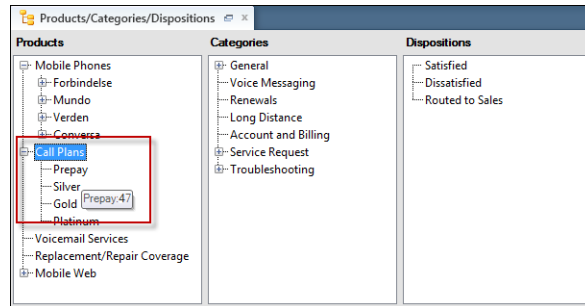 Products/Categories/Dispositions
Products
Mobile Phones
Forbindelse
Mundo
Verden
Conversa
Call Plans
Prepay
Silver
Prepay:47
Gold
Platinum
Voicemail Services
Replacement/Repair Coverage
Mobile Web
Categories
General
Voice Messaging
Renewals
Long Distance
Account and Billing
Service Request
Troubleshooting
Dispositions
Satisfied
Dissatisfied
Routed to Sales